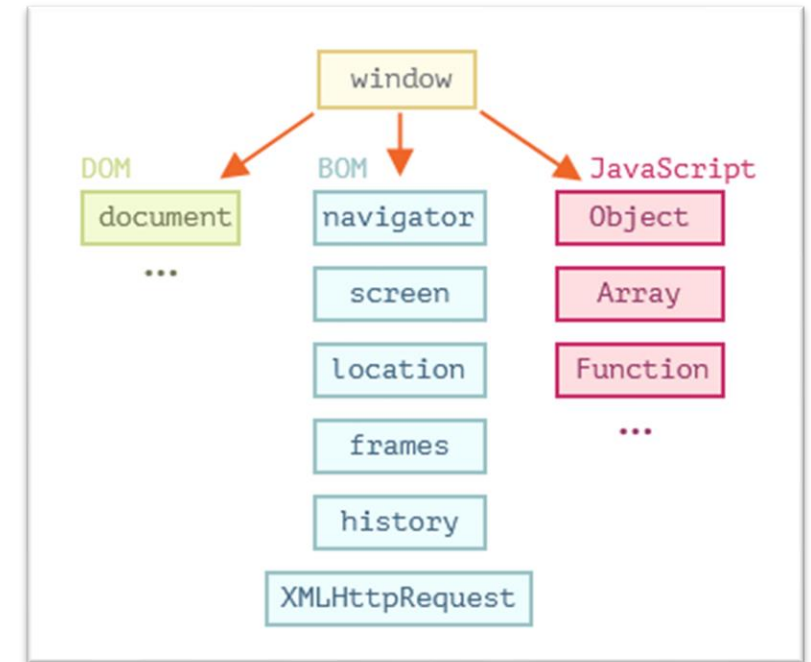 window
DOM
document
...
BOM
navigator
screen
location
frames
history
XMLHttpRequest
JavaScript
Object
Array
Function
...